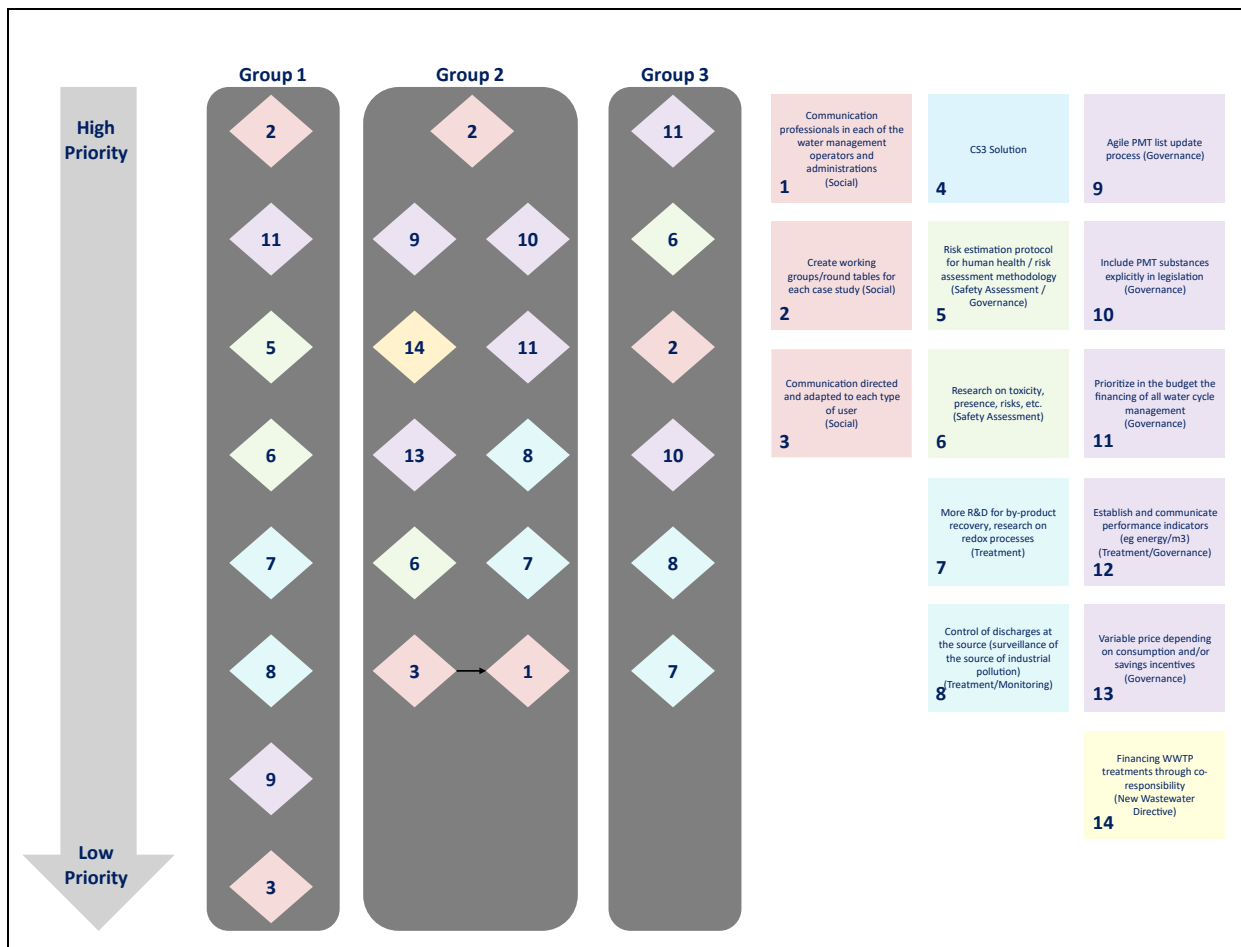 Group 1
Group 2
Group 3
High
Priority
Low
Priority
2
11
5
6
7
8
9
3
2
9
10
14
11
13
8
6
7
3
1
11
6
2
10
8
7
Communication
professionals in each of the
water management
operators and
administrations
(Social)
1
Create working
groups/round tables for
each case study (Social)
2
Communication directed
and adapted to each type
of user
(Social)
3
CS3 Solution
4
Risk estimation protocol
for human health / risk
assessment methodology
(Safety Assessment /
Governance)
5
Research on toxicity,
presence, risks, etc.
(Safety Assessment)
6
More R&D for by-product
recovery, research on
redox processes
(Treatment)
7
Control of discharges at
the source (surveillance of
the source of industrial
pollution)
(Treatment/Monitoring)
8
Agile PMT list update
process (Governance)
9
Include PMT substances
explicitly in legislation
(Governance)
10
Prioritize in the budget the
financing of all water cycle
management
(Governance)
11
Establish and communicate
performance indicators
(eg energy/m3)
(Treatment/Governance)
12
Variable price depending
on consumption and/or
savings incentives
(Governance)
13
Financing WWTP
treatments through co-
responsibility
(New Wastewater
Directive)
14